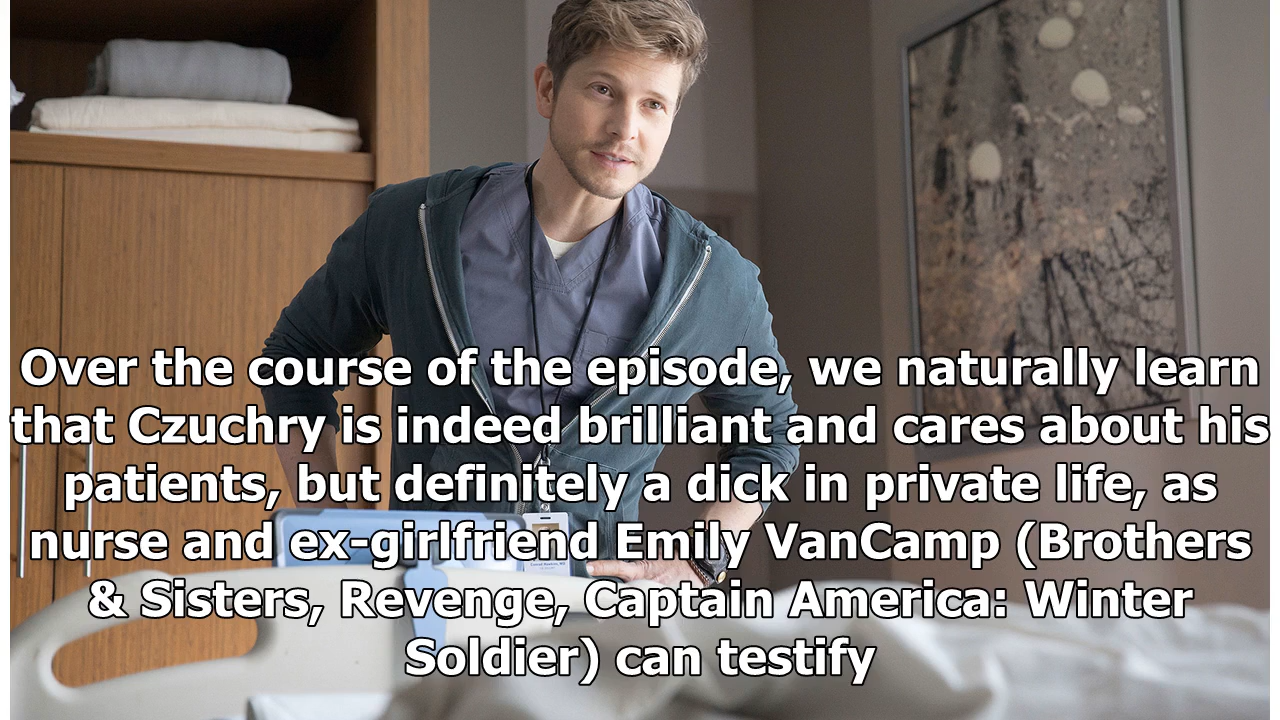 Over the course of the episode, we naturally learn
that Czuchry is indeed brilliant and cares about his
patients, but definitely a dick in private life, as
nurse and ex-girlfriend Emily VanCamp (Brothers
& Sisters, Revenge, Captain America: Winter
Soldier) can testify